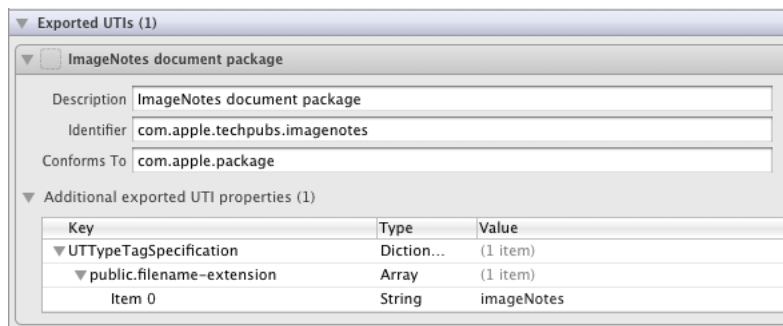 Exported UTIs (1)
ImageNotes document package
Description ImageNotes document package
Identifier com.apple.techpubs.imagenotes
Conforms To com.apple.package
Additional exported UTI properties (1)
Key Type Value
UTTypeTagSpecification Diction... (1 item)
public.filename-extension Array (1 item)
Item 0 String imageNotes